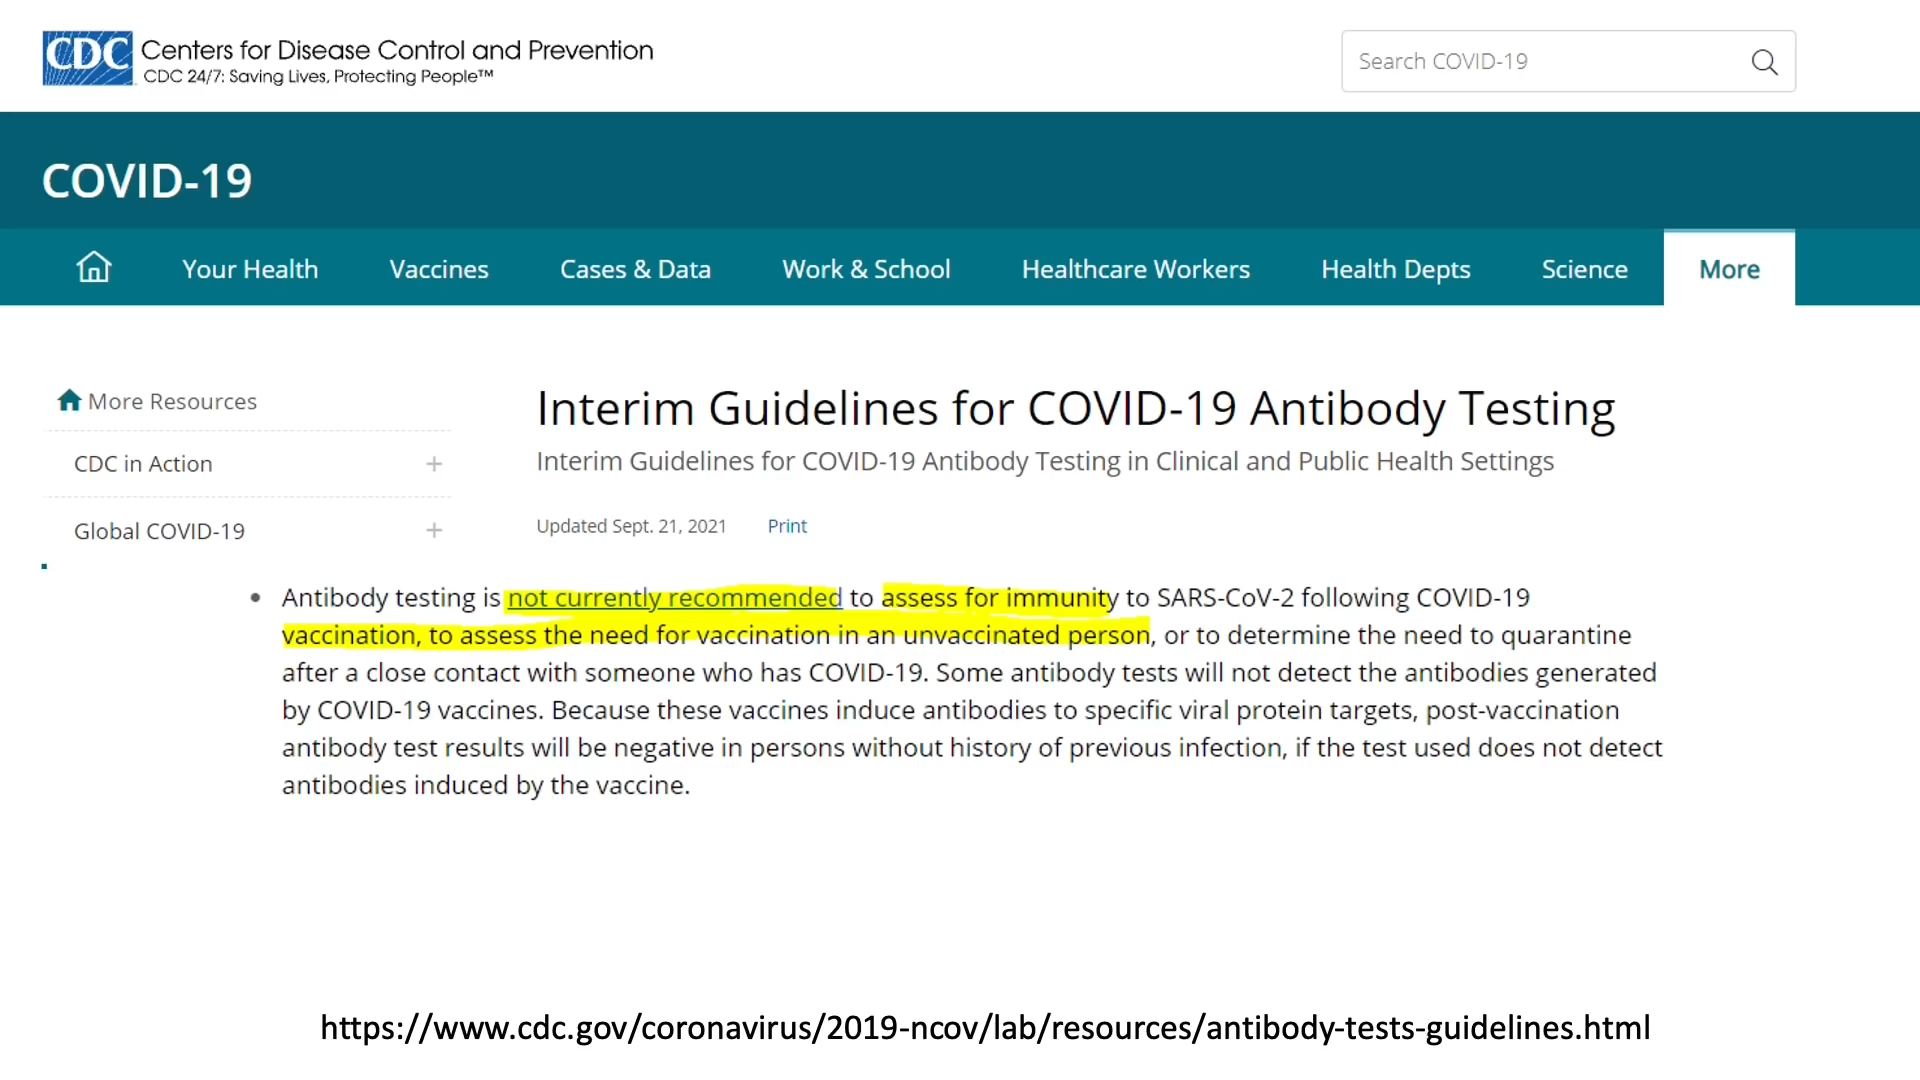 CDC Centers for Disease Control and Prevention
CDC 24/7: Saving Lives, Protecting People™
Search COVID-19
COVID-19
Your Health Vaccines Cases & Data Work & School Healthcare Workers Health Depts Science More
More Resources
CDC in Action +
Global COVID-19 +
Interim Guidelines for COVID-19 Antibody Testing
Interim Guidelines for COVID-19 Antibody Testing in Clinical and Public Health Settings
Updated Sept. 21, 2021 Print
• Antibody testing is not currently recommended to assess for immunity to SARS-CoV-2 following COVID-19
vaccination, to assess the need for vaccination in an unvaccinated person, or to determine the need to quarantine
after a close contact with someone who has COVID-19. Some antibody tests will not detect the antibodies generated
by COVID-19 vaccines. Because these vaccines induce antibodies to specific viral protein targets, post-vaccination
antibody test results will be negative in persons without history of previous infection, if the test used does not detect
antibodies induced by the vaccine.
https://www.cdc.gov/coronavirus/2019-ncov/lab/resources/antibody-tests-guidelines.html